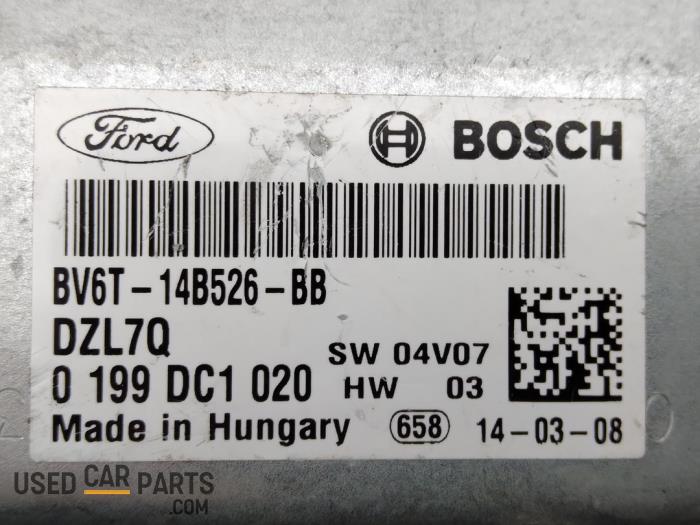 Ford BOSCH
BV6T-14B526-BB
DZL7Q
SW 04V07
0 199 DC1 020 HW 03
Made in Hungary 658 14-03-08
USED CAR PARTS.COM